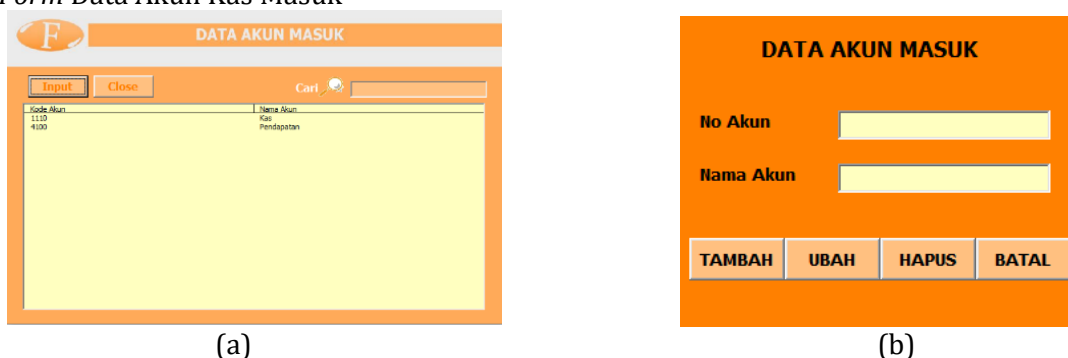 Form Data Akun Kas Masuk
F
DATA AKUN MASUK
Input Close Cari
Kode Akun Nama Akun
1110 Kas
4100 Pendapatan
(a)
DATA AKUN MASUK
No Akun
Nama Akun
TAMBAH UBAH HAPUS BATAL
(b)